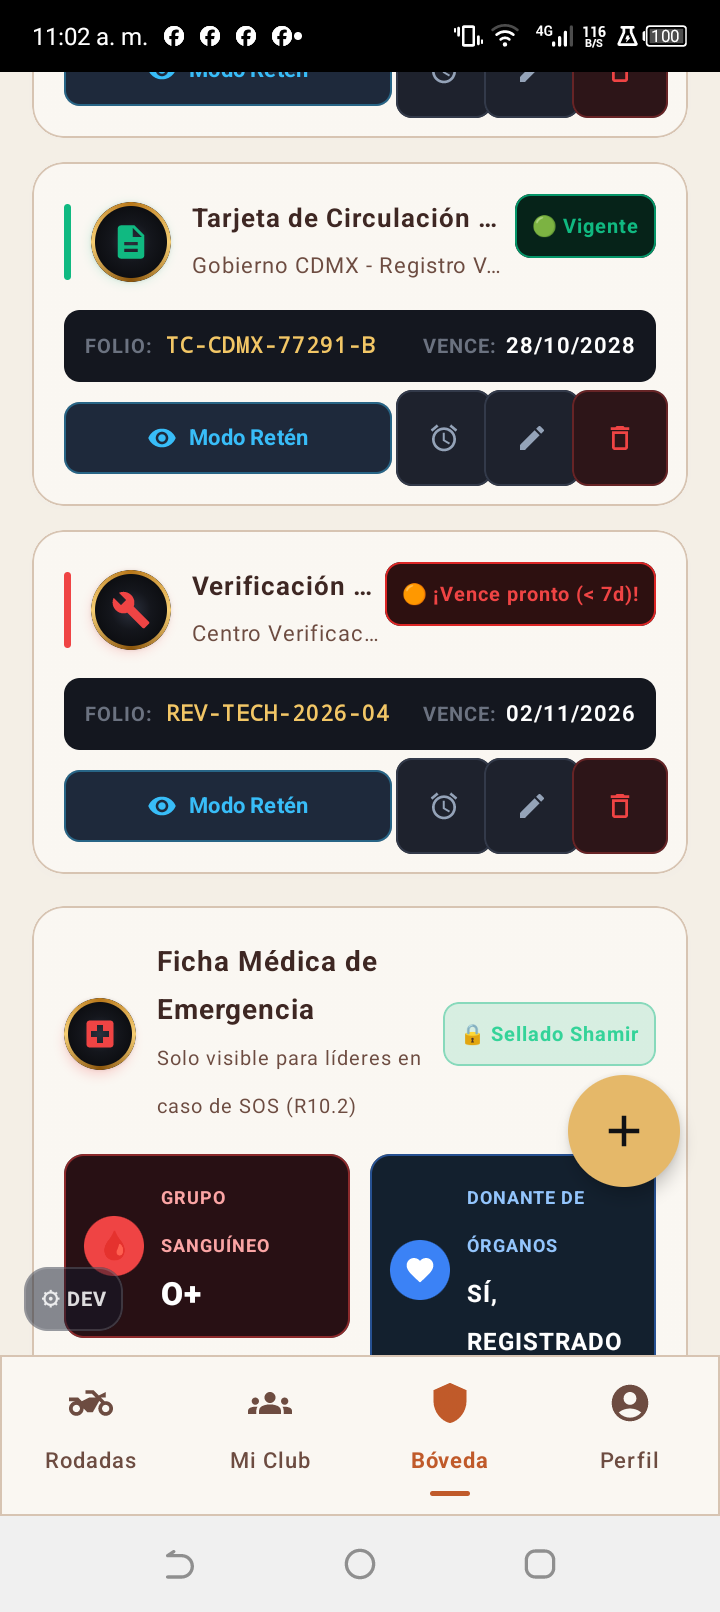 11:02 a. m.
4G
116
B/S
100
Modo Retén
Tarjeta de Circulación ...
🟢 Vigente
Gobierno CDMX - Registro V...
FOLIO: TC-CDMX-77291-B VENCE: 28/10/2028
Modo Retén
Verificación ...
🟠 ¡Vence pronto (< 7d)!
Centro Verificac...
FOLIO: REV-TECH-2026-04 VENCE: 02/11/2026
Modo Retén
Ficha Médica de
Emergencia
Solo visible para líderes en
caso de SOS (R10.2)
🔒 Sellado Shamir
GRUPO
SANGUÍNEO
O+
DONANTE DE
ÓRGANOS
SÍ,
REGISTRADO
DEV
Rodadas
Mi Club
Bóveda
Perfil